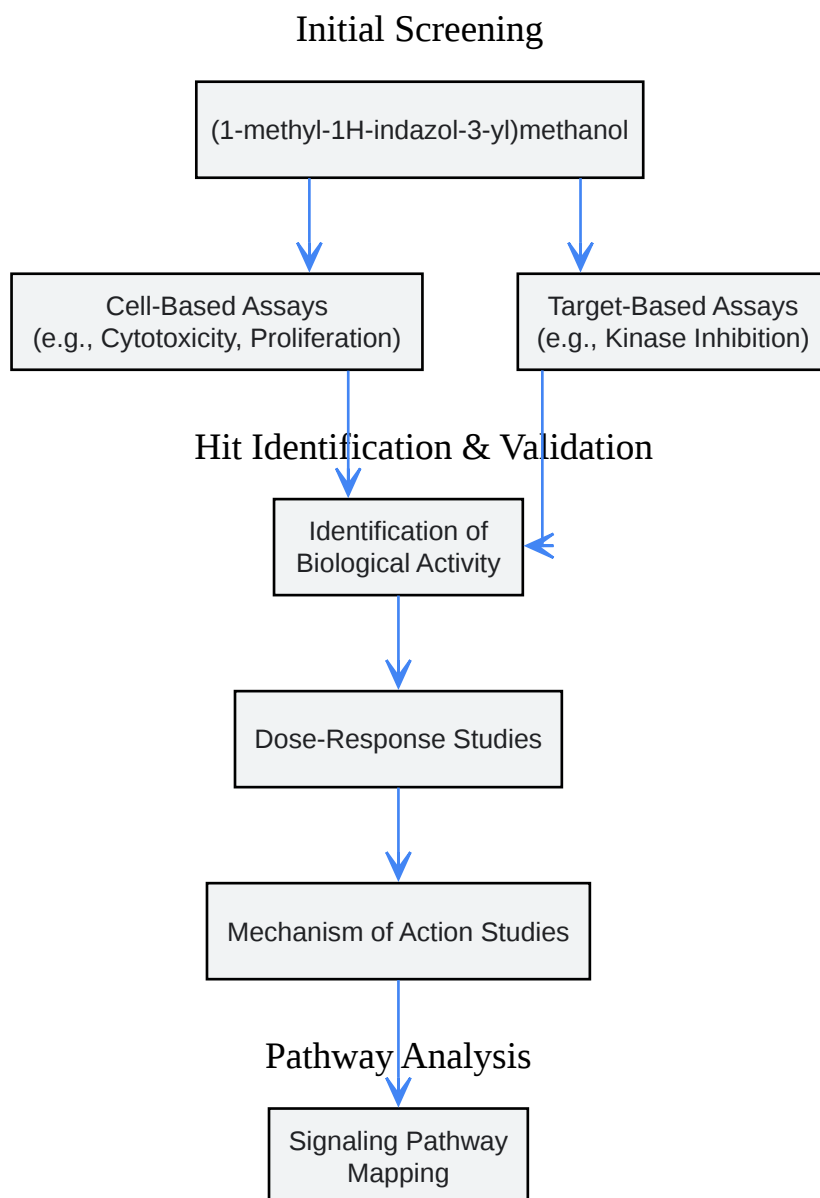 Initial Screening
(1-methyl-1H-indazol-3-yl)methanol
Cell-Based Assays
(e.g., Cytotoxicity, Proliferation)
Target-Based Assays
(e.g., Kinase Inhibition)
Hit Identification & Validation
Identification of
Biological Activity
Dose-Response Studies
Mechanism of Action Studies
Pathway Analysis
Signaling Pathway
Mapping